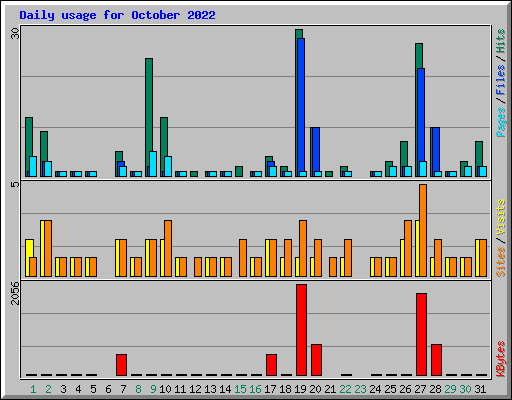 Daily usage for October 2022
30
5
2056
Pages / Files / Hits
Sites / Visits
KBytes
1 2 3 4 5 6 7 8 9 10 11 12 13 14 15 16 17 18 19 20 21 22 23 24 25 26 27 28 29 30 31